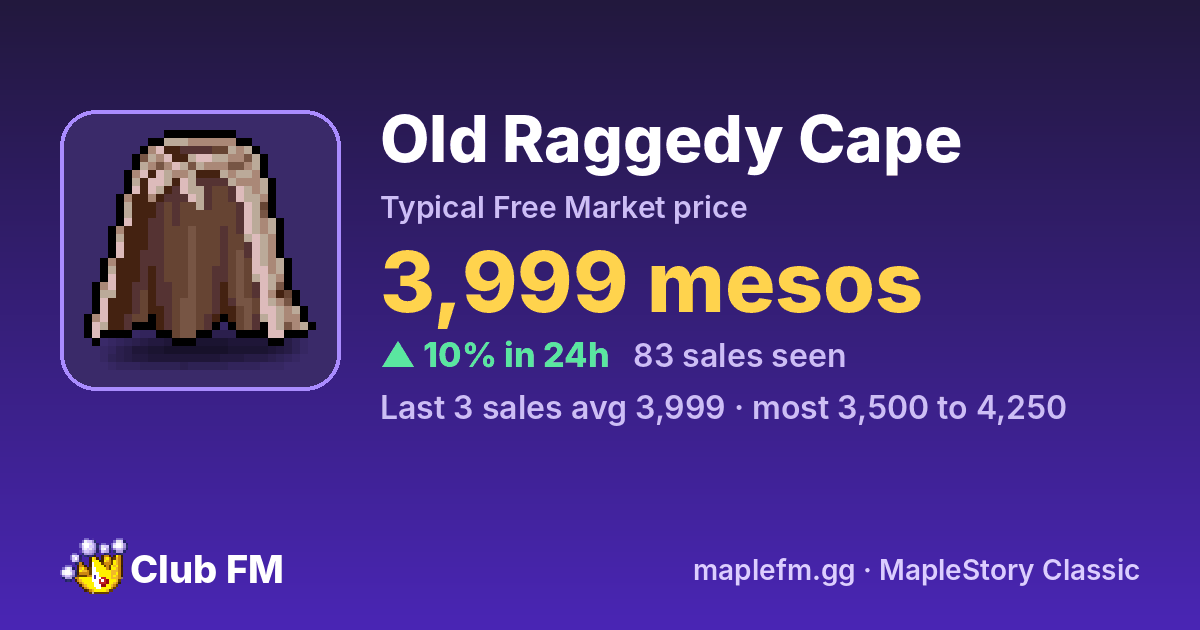 Old Raggedy Cape
Typical Free Market price
3,999 mesos
▲ 10% in 24h 83 sales seen
Last 3 sales avg 3,999 · most 3,500 to 4,250
Club FM
maplefm.gg · MapleStory Classic